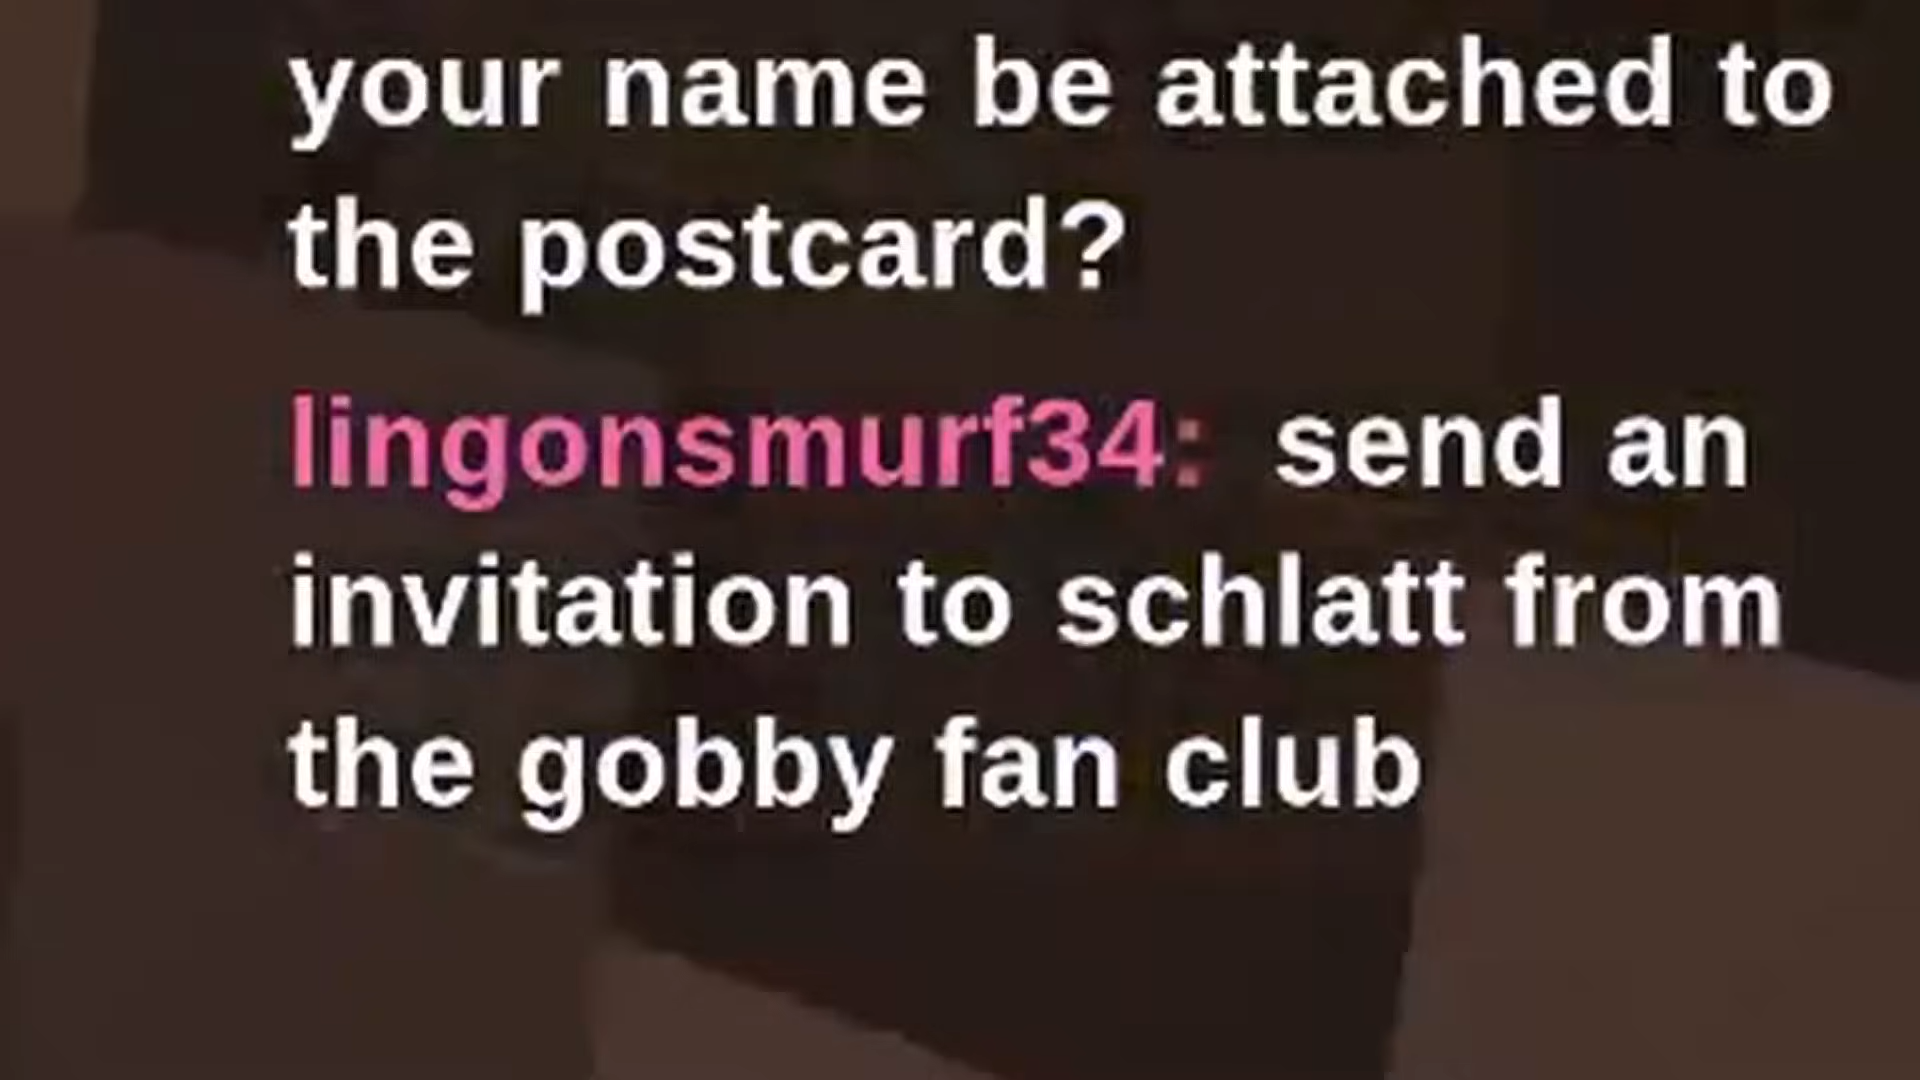 your name be attached to
the postcard?
lingonsmurf34: send an
invitation to schlatt from
the gobby fan club